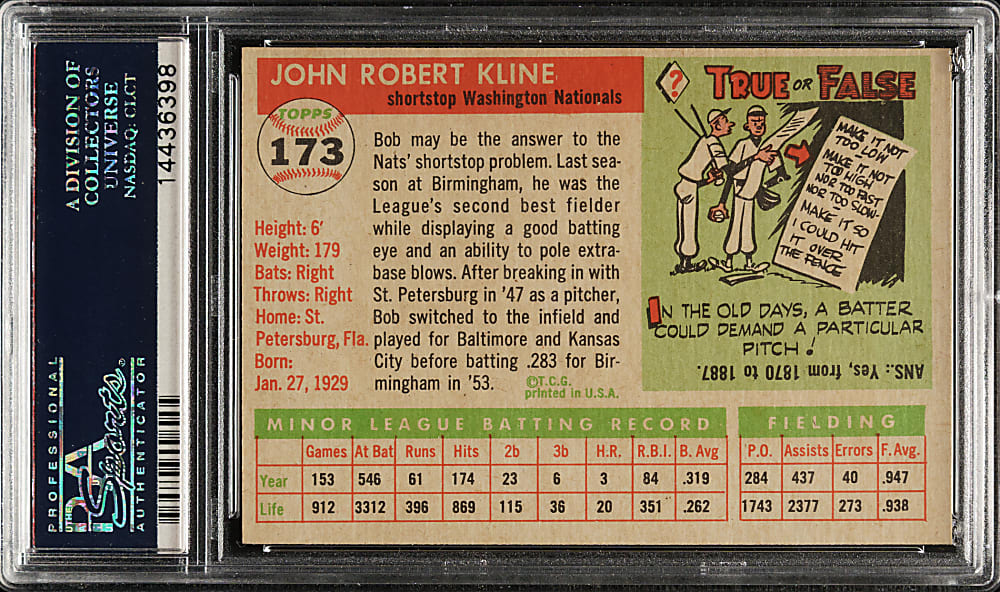 A DIVISION OF
COLLECTORS
UNIVERSE
NASDAQ: CLCT
14436398
PROFESSIONAL
PSA
Sports
AUTHENTICATOR
JOHN ROBERT KLINE
shortstop Washington Nationals
TOPPS
173
Bob may be the answer to the
Nats' shortstop problem. Last sea-
son at Birmingham, he was the
League's second best fielder
while displaying a good batting
eye and an ability to pole extra-
base blows. After breaking in with
St. Petersburg in '47 as a pitcher,
Bob switched to the infield and
played for Baltimore and Kansas
City before batting .283 for Bir-
mingham in '53.
©T.C.G.
printed in U.S.A.
Height: 6'
Weight: 179
Bats: Right
Throws: Right
Home: St.
Petersburg, Fla.
Born:
Jan. 27, 1929
?
TRUE OR FALSE
MAKE IT NOT
TOO LOW
MAKE IT NOT
TOO HIGH
NOR TOO FAST
NOR TOO SLOW-
MAKE IT SO
I COULD HIT
IT OVER
THE FENCE
IN THE OLD DAYS, A BATTER
COULD DEMAND A PARTICULAR
PITCH!
ANS.: Yes, from 1870 to 1887.
MINOR LEAGUE BATTING RECORD
Games At Bat Runs Hits 2b 3b H.R. R.B.I. B. Avg
Year 153 546 61 174 23 6 3 84 .319
Life 912 3312 396 869 115 36 20 351 .262
FIELDING
P.O. Assists Errors F. Avg.
284 437 40 .947
1743 2377 273 .938